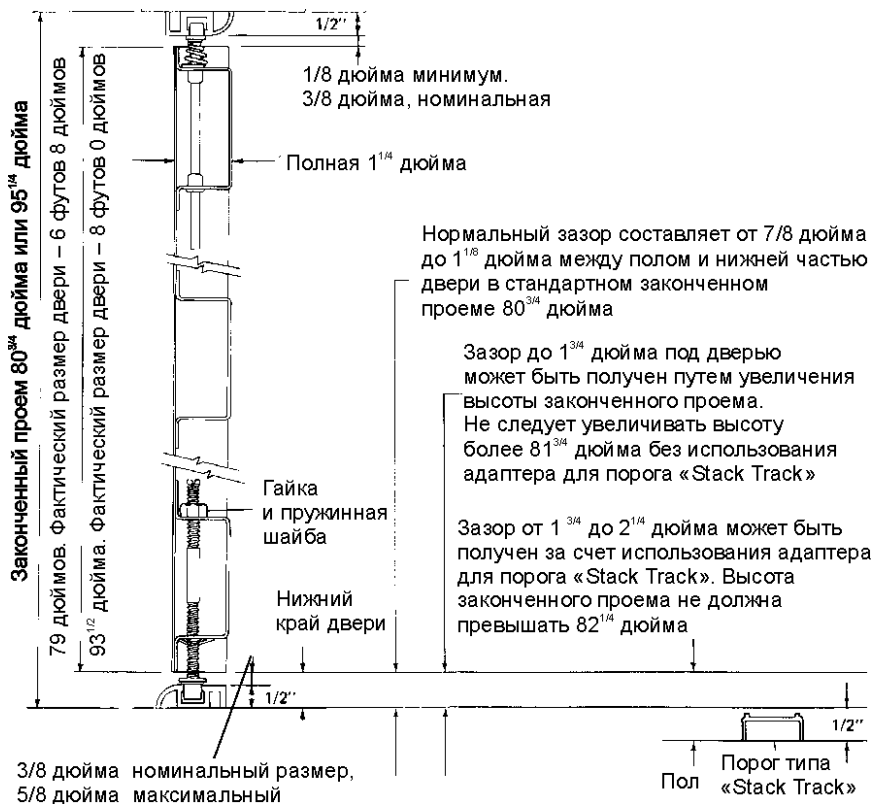 1/2"
1/8 дюйма минимум.
3/8 дюйма, номинальная
Полная 1 1/4 дюйма
Законченный проем 80 3/4 дюйма или 95 1/4 дюйма
79 дюймов. Фактический размер двери – 6 футов 8 дюймов
93 1/2 дюйма. Фактический размер двери – 8 футов 0 дюймов
Нормальный зазор составляет от 7/8 дюйма
до 1 1/8 дюйма между полом и нижней частью
двери в стандартном законченном
проеме 80 3/4 дюйма
Зазор до 1 3/4 дюйма под дверью
может быть получен путем увеличения
высоты законченного проема.
Не следует увеличивать высоту
более 81 3/4 дюйма без использования
адаптера для порога «Stack Track»
Гайка
и пружинная
шайба
Зазор от 1 3/4 до 2 1/4 дюйма может быть
получен за счет использования адаптера
для порога «Stack Track». Высота
законченного проема не должна
превышать 82 1/4 дюйма
Нижний
край двери
1/2"
1/2"
3/8 дюйма номинальный размер,
5/8 дюйма максимальный
Пол
Порог типа
«Stack Track»